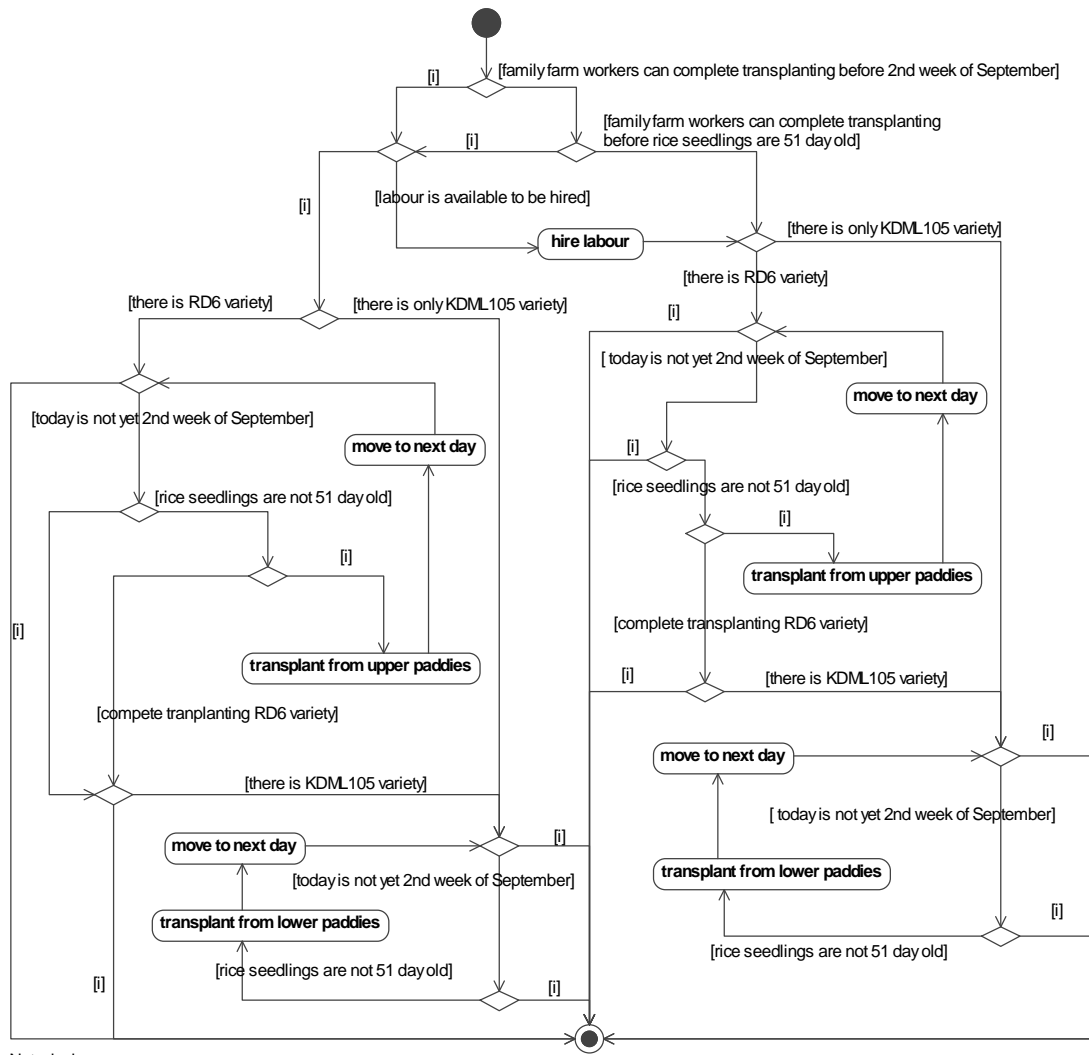 [family farm workers can complete transplanting before 2nd week of September]
[i]
[family farm workers can complete transplanting
before rice seedlings are 51 day old]
[i]
[labour is available to be hired]
[i]
[there is only KDML105 variety]
hire labour
[there is RD6 variety]
[there is RD6 variety]
[there is only KDML105 variety]
[i]
[ today is not yet 2nd week of September]
move to next day
[today is not yet 2nd week of September]
move to next day
[i]
[rice seedlings are not 51 day old]
[rice seedlings are not 51 day old]
[i]
[i]
transplant from upper paddies
[i]
[complete transplanting RD6 variety]
transplant from upper paddies
[i]
[there is KDML105 variety]
[compete tranplanting RD6 variety]
[i]
move to next day
[there is KDML105 variety]
[ today is not yet 2nd week of September]
[i]
move to next day
transplant from lower paddies
[today is not yet 2nd week of September]
transplant from lower paddies
[i]
[rice seedlings are not 51 day old]
[rice seedlings are not 51 day old]
[i]
[i]